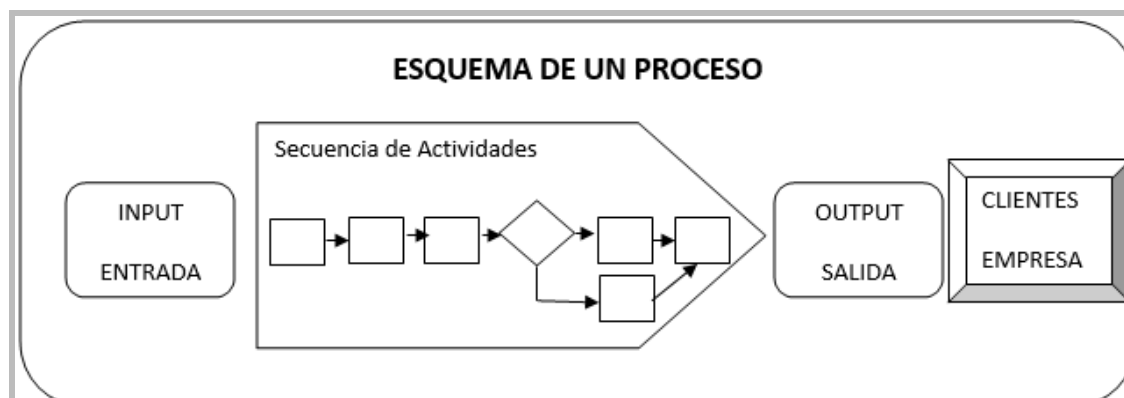 ESQUEMA DE UN PROCESO
Secuencia de Actividades
INPUT
ENTRADA
OUTPUT
SALIDA
CLIENTES
EMPRESA